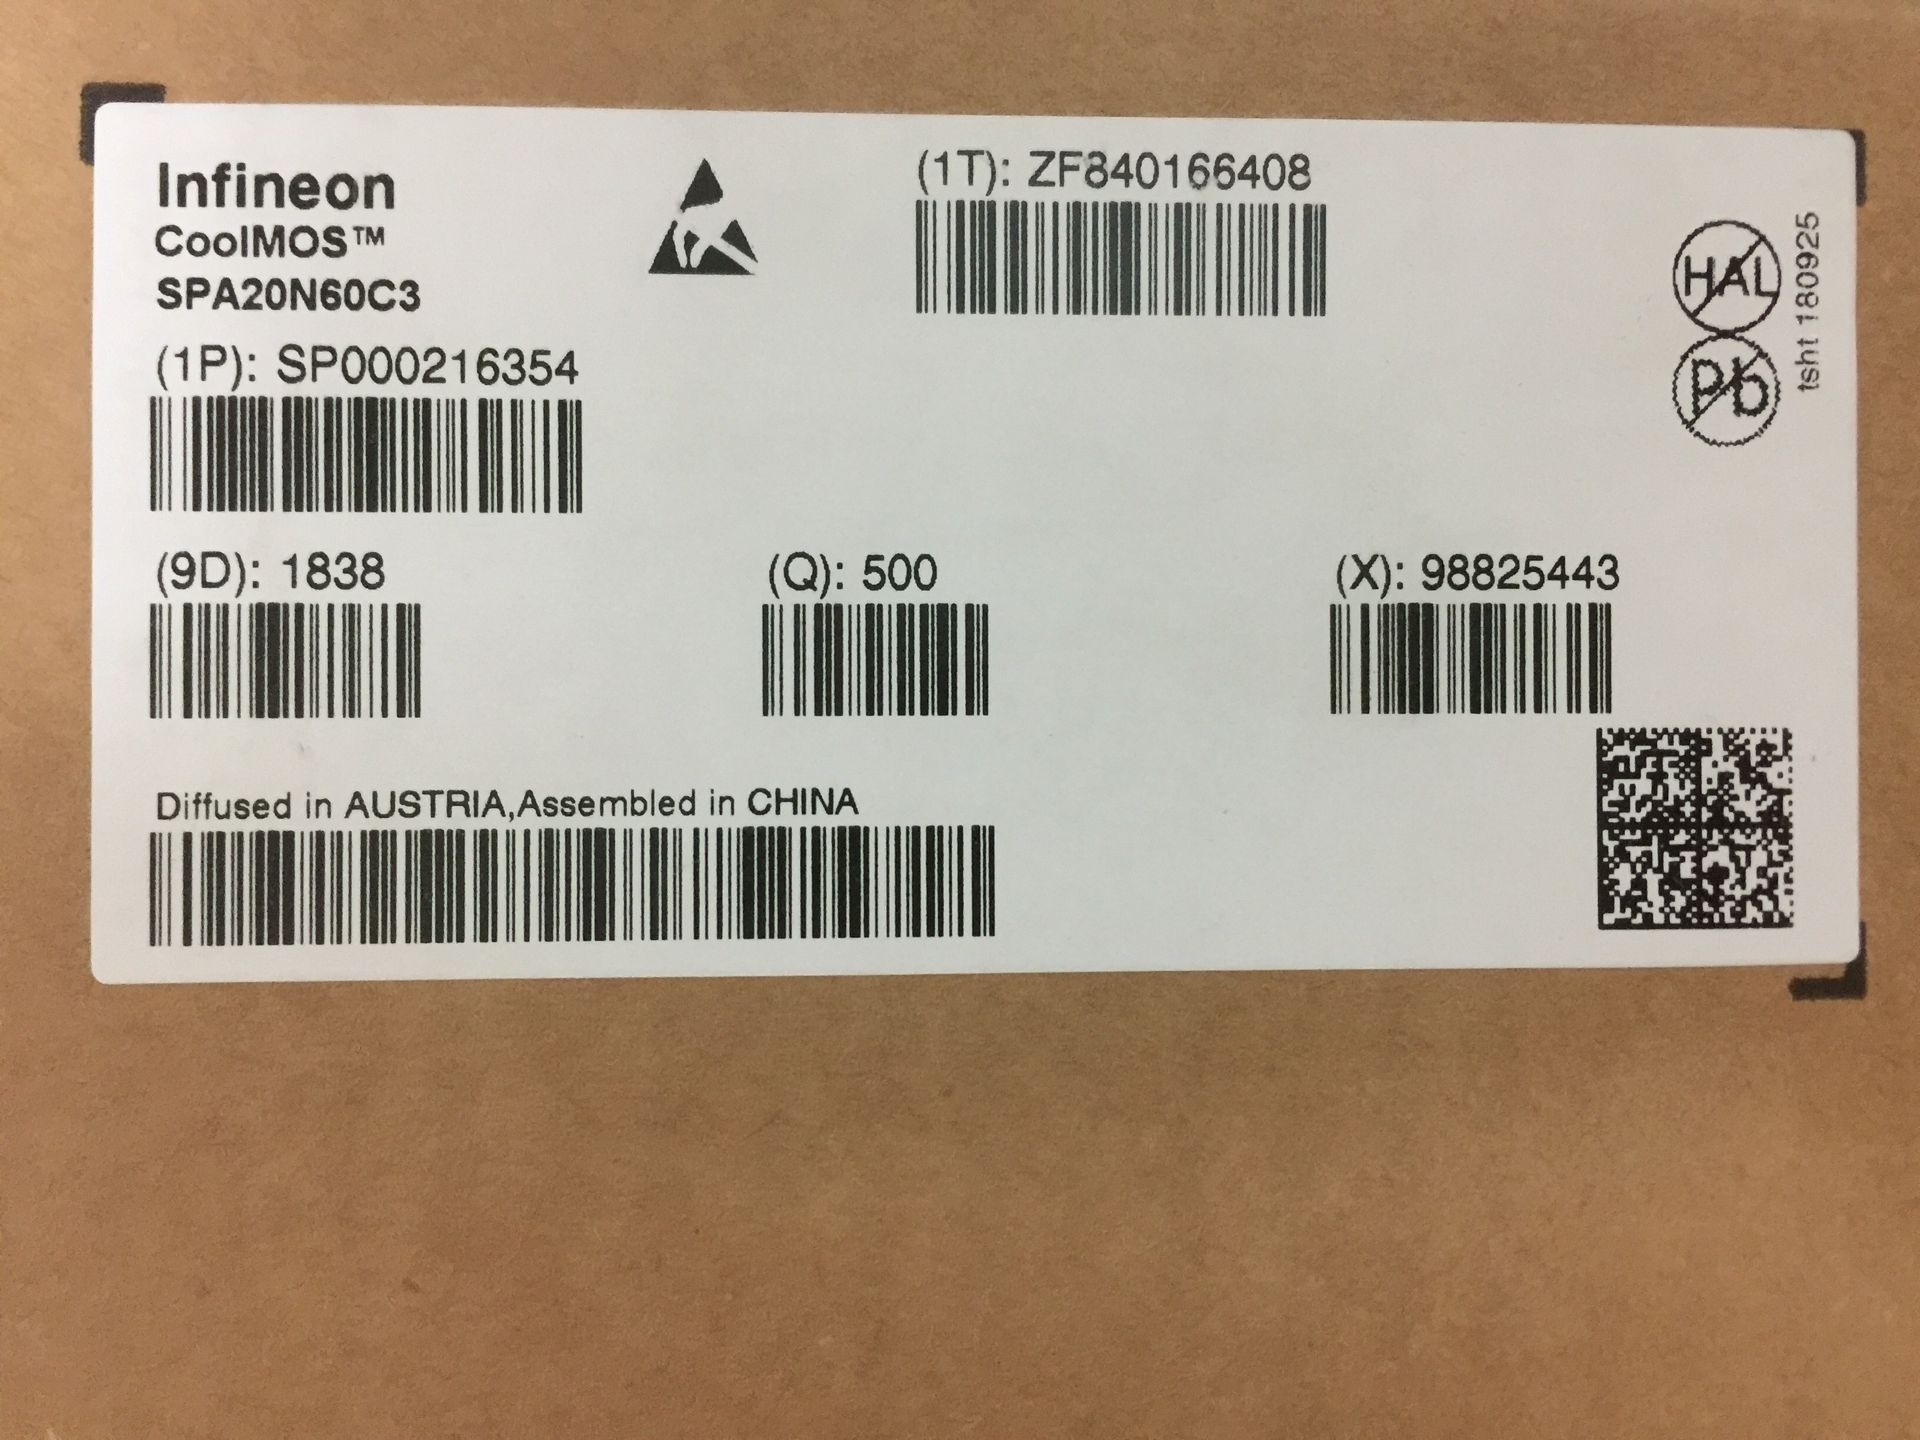 Infineon
CoolMOS™
SPA20N60C3
(1P): SP000216354
(1T): ZF840166408
HAL
Pb
tsht 180925
(9D): 1838
(Q): 500
(X): 98825443
Diffused in AUSTRIA,Assembled in CHINA